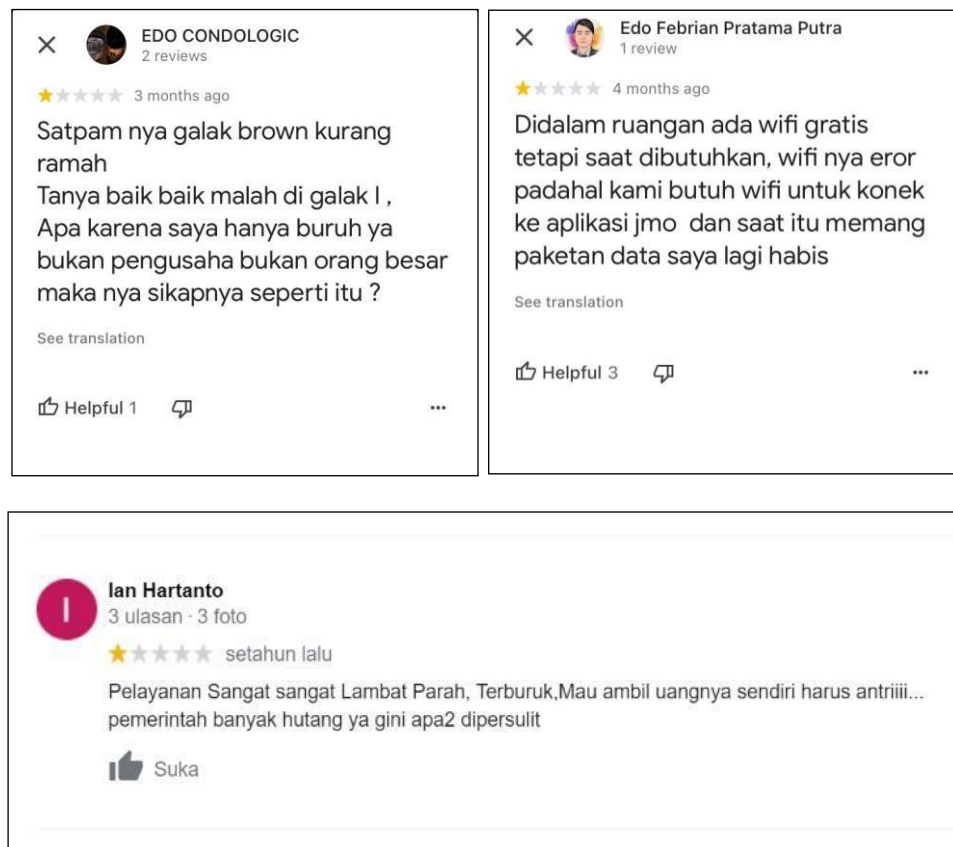 EDO CONDOLOGIC
2 reviews
3 months ago
Satpam nya galak brown kurang
ramah
Tanya baik baik malah di galak I ,
Apa karena saya hanya buruh ya
bukan pengusaha bukan orang besar
maka nya sikapnya seperti itu ?
See translation
Helpful 1
Edo Febrian Pratama Putra
1 review
4 months ago
Didalam ruangan ada wifi gratis
tetapi saat dibutuhkan, wifi nya eror
padahal kami butuh wifi untuk konek
ke aplikasi jmo  dan saat itu memang
paketan data saya lagi habis
See translation
Helpful 3
I
Ian Hartanto
3 ulasan · 3 foto
setahun lalu
Pelayanan Sangat sangat Lambat Parah, Terburuk,Mau ambil uangnya sendiri harus antriiii...
pemerintah banyak hutang ya gini apa2 dipersulit
Suka